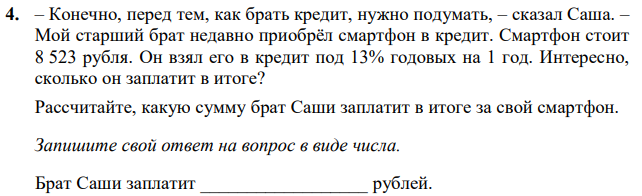 4. – Конечно, перед тем, как брать кредит, нужно подумать, – сказал Саша. –
Мой старший брат недавно приобрёл смартфон в кредит. Смартфон стоит
8 523 рубля. Он взял его в кредит под 13% годовых на 1 год. Интересно,
сколько он заплатит в итоге?
Рассчитайте, какую сумму брат Саши заплатит в итоге за свой смартфон.
Запишите свой ответ на вопрос в виде числа.
Брат Саши заплатит __________________ рублей.